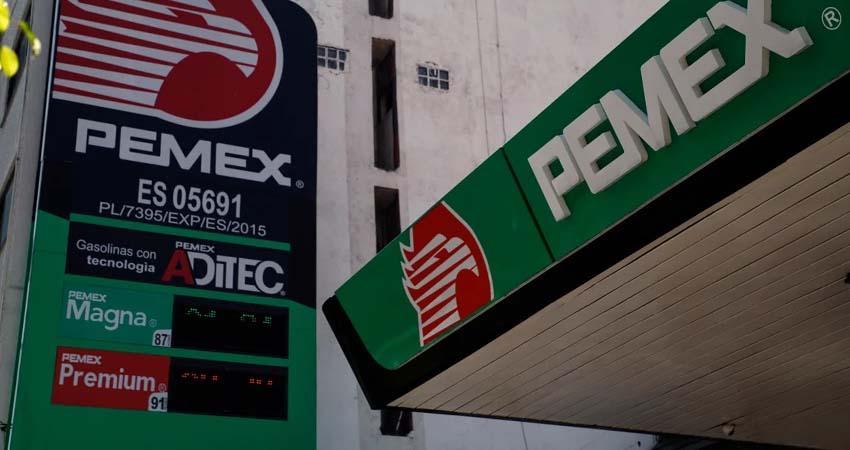 PEMEX®
ES 05691
PL/7395/EXP/ES/2015
Gasolinas con
tecnología
PEMEX
ADITEC®
PEMEX
Magna®
87
PEMEX
Premium®
91
PEMEX®